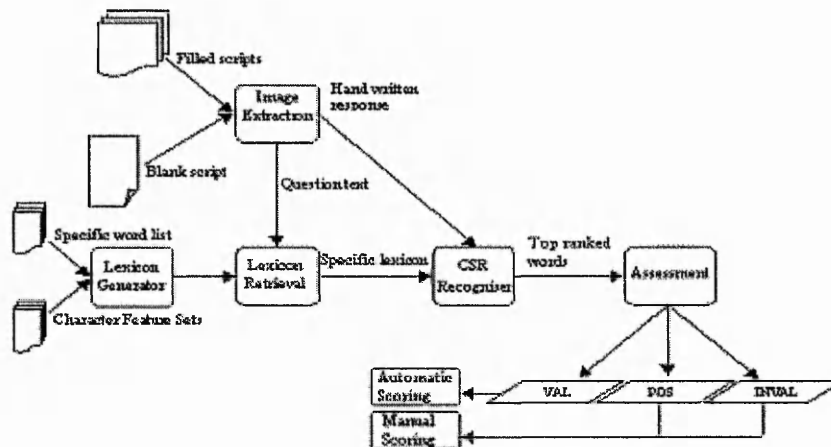 Filled scripts
Image
Extraction
Hand written
response
Blank script
Question text
Specific word list
Lexicon
Generator
Lexicon
Retrieval
Specific lexicon
CSR
Recogniser
Top ranked
words
Assessment
Character Feature Sets
Automatic
Scoring
VAL
POS
INVAL
Manual
Scoring